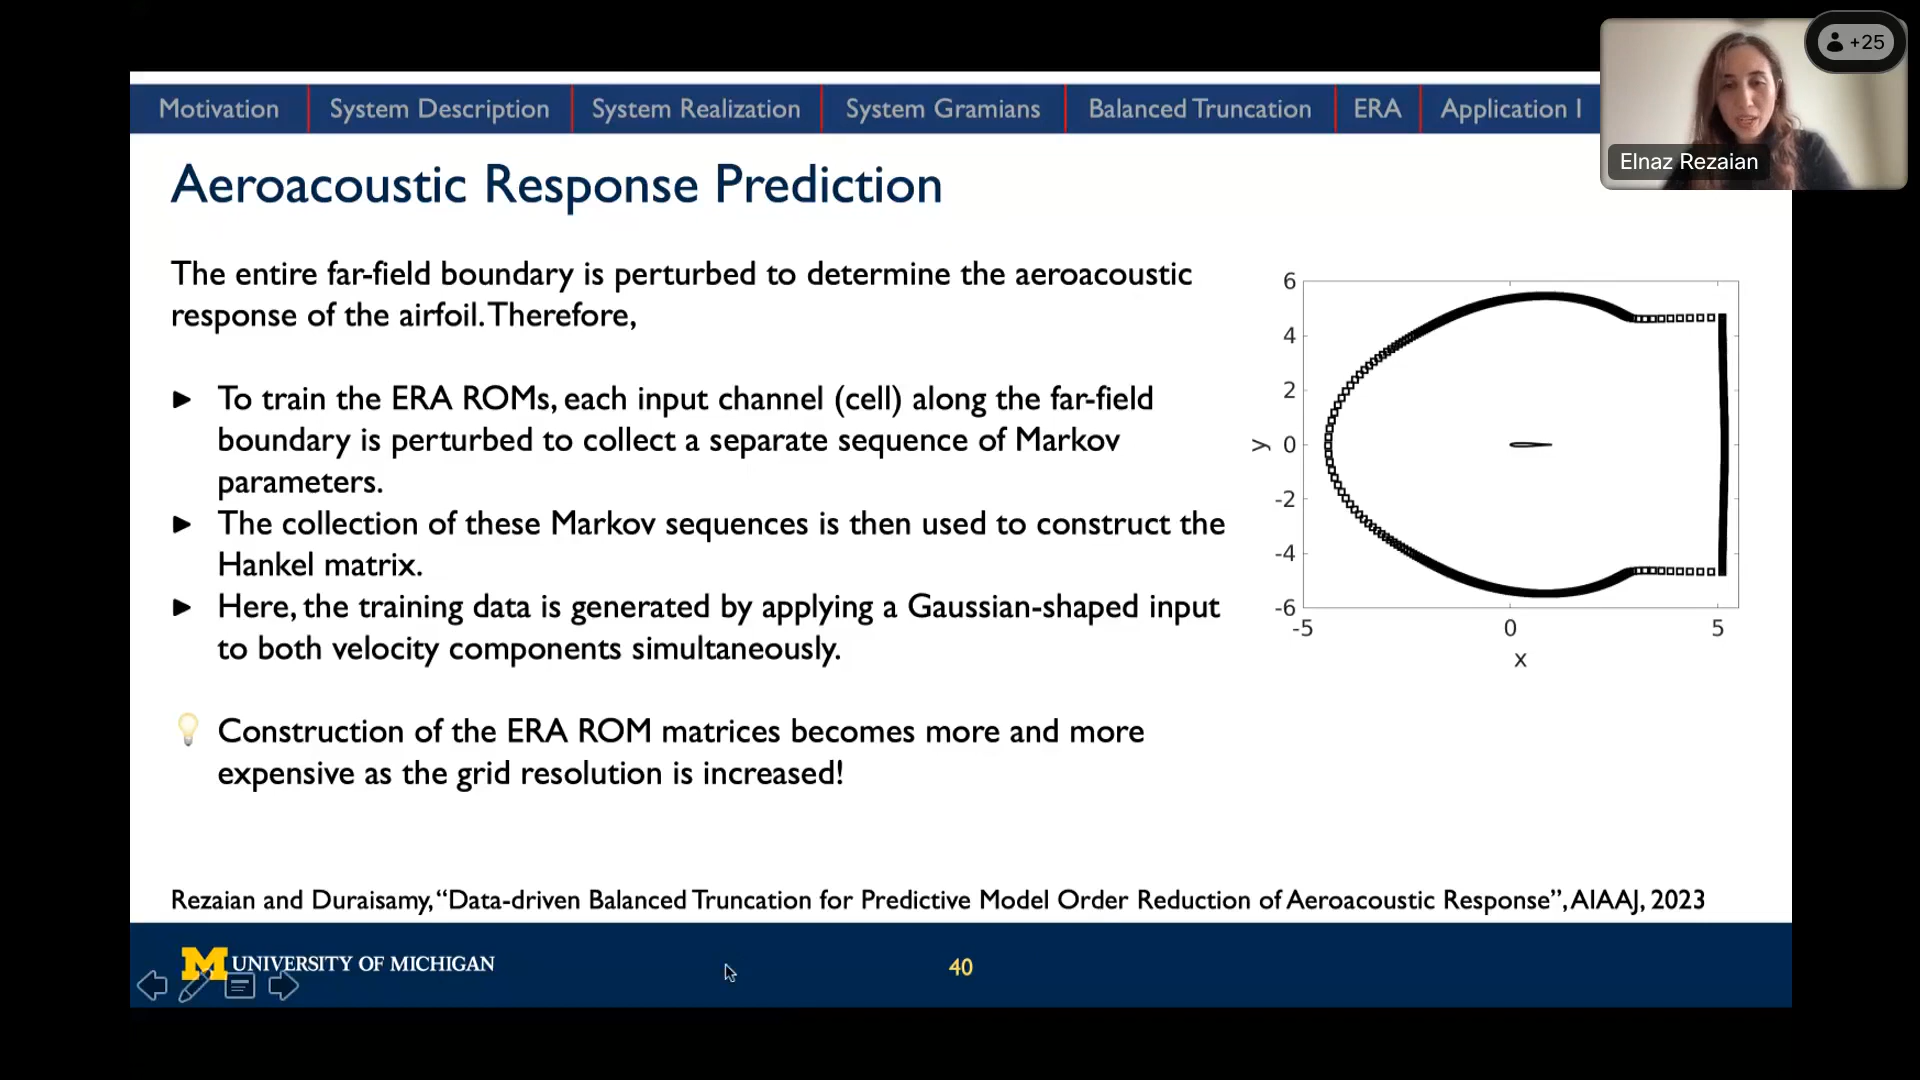 +25
Elnaz Rezaian
Motivation System Description System Realization System Gramians Balanced Truncation ERA Application I
Aeroacoustic Response Prediction
The entire far-field boundary is perturbed to determine the aeroacoustic
response of the airfoil. Therefore,
► To train the ERA ROMs, each input channel (cell) along the far-field
boundary is perturbed to collect a separate sequence of Markov
parameters.
► The collection of these Markov sequences is then used to construct the
Hankel matrix.
► Here, the training data is generated by applying a Gaussian-shaped input
to both velocity components simultaneously.
💡 Construction of the ERA ROM matrices becomes more and more
expensive as the grid resolution is increased!
6
4
2
0
-2
-4
-6
y
-5 0 5
x
Rezaian and Duraisamy, “Data-driven Balanced Truncation for Predictive Model Order Reduction of Aeroacoustic Response”, AIAAJ, 2023
M UNIVERSITY OF MICHIGAN
40